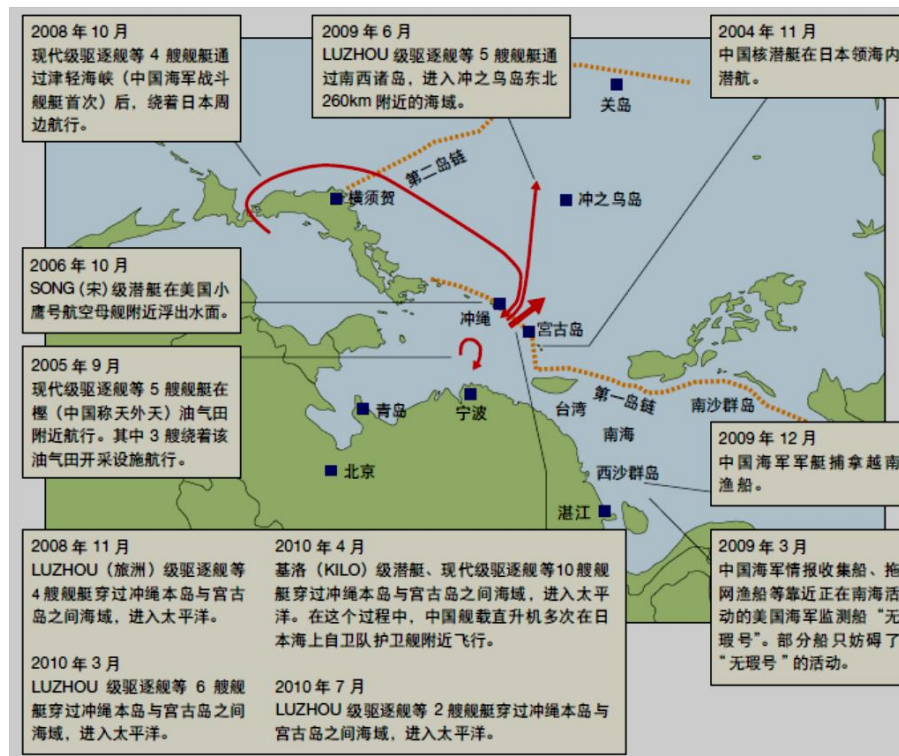 2008 年 10 月
现代级驱逐舰等 4 艘舰艇通
过津轻海峡（中国海军战斗
舰艇首次）后，绕着日本周
边航行。
2009 年 6 月
LUZHOU 级驱逐舰等 5 艘舰艇通
过南西诸岛，进入冲之鸟岛东北
260km 附近的海域。
2004 年 11 月
中国核潜艇在日本领海内
潜航。
关岛
第二岛链
横须贺
冲之鸟岛
2006 年 10 月
SONG（宋）级潜艇在美国小
鹰号航空母舰附近浮出水面。
冲绳
宮古岛
2005 年 9 月
现代级驱逐舰等 5 艘舰艇在
樫（中国称天外天）油气田
附近航行。其中 3 艘绕着该
油气田开采设施航行。
青岛
宁波
台湾
第一岛链
南沙群岛
南海
北京
西沙群岛
湛江
2009 年 12 月
中国海军军艇捕拿越南
渔船。
2008 年 11 月
LUZHOU（旅洲）级驱逐舰等
4 艘舰艇穿过冲绳本岛与宫古
岛之间海域，进入太平洋。
2010 年 3 月
LUZHOU 级驱逐舰等 6 艘舰
艇穿过冲绳本岛与宫古岛之间
海域，进入太平洋。
2010 年 4 月
基洛（KILO）级潜艇、现代级驱逐舰等10 艘舰
艇穿过冲绳本岛与宫古岛之间海域，进入太平
洋。在这个过程中，中国舰载直升机多次在日
本海上自卫队护卫舰附近飞行。
2010 年 7 月
LUZHOU 级驱逐舰等 2 艘舰艇穿过冲绳本岛与
宫古岛之间海域，进入太平洋。
2009 年 3 月
中国海军情报收集船、拖
网渔船等靠近正在南海活
动的美国海军监测船“无
瑕号”。部分船只妨碍了
“无瑕号”的活动。